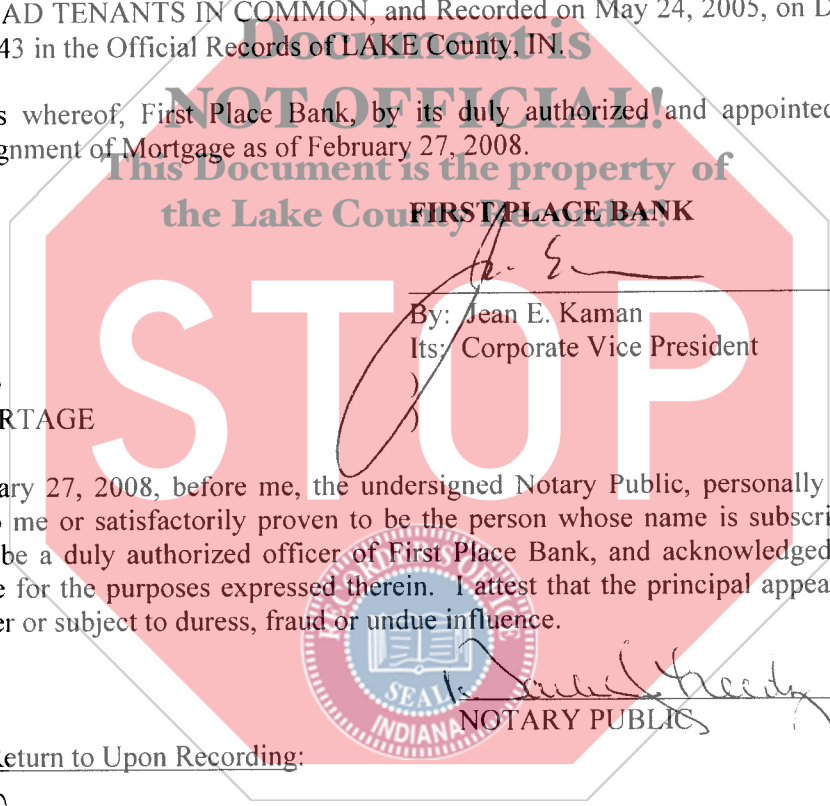 AD TENANTS IN COMMON, and Recorded on May 24, 2005, on D
43 in the Official Records of LAKE County, IN.
Document is
NOT OFFICIAL!
s whereof, First Place Bank, by its duly authorized and appointed
gnment of Mortgage as of February 27, 2008.
This Document is the property of
the Lake County Recorder!
FIRST PLACE BANK
By: Jean E. Kaman
Its: Corporate Vice President
)
RTAGE )
STOP
ary 27, 2008, before me, the undersigned Notary Public, personally
o me or satisfactorily proven to be the person whose name is subscri
be a duly authorized officer of First Place Bank, and acknowledged
e for the purposes expressed therein. I attest that the principal appea
er or subject to duress, fraud or undue influence.
RECORDER'S OFFICE
SEAL
INDIANA
NOTARY PUBLIC
Return to Upon Recording: